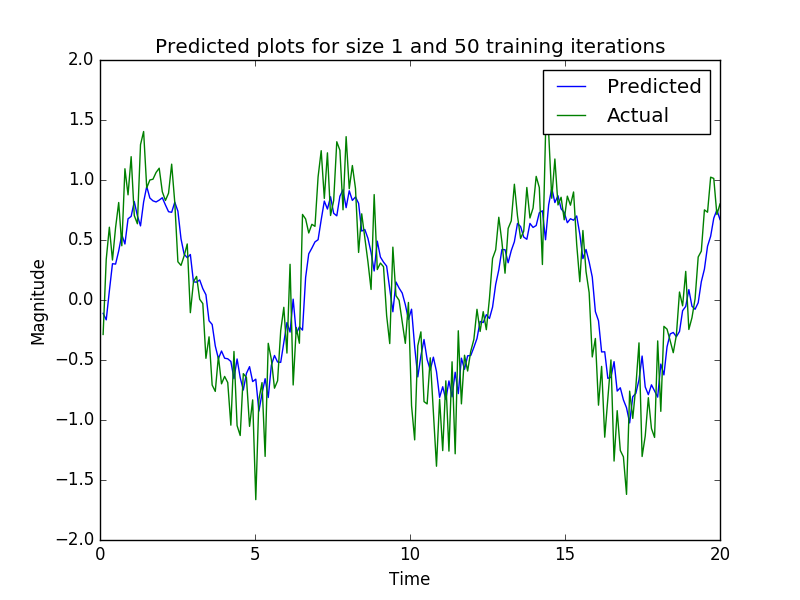 Predicted plots for size 1 and 50 training iterations
Predicted
Actual
2.0
1.5
1.0
0.5
0.0
−0.5
−1.0
−1.5
−2.0
Magnitude
0 5 10 15 20
Time